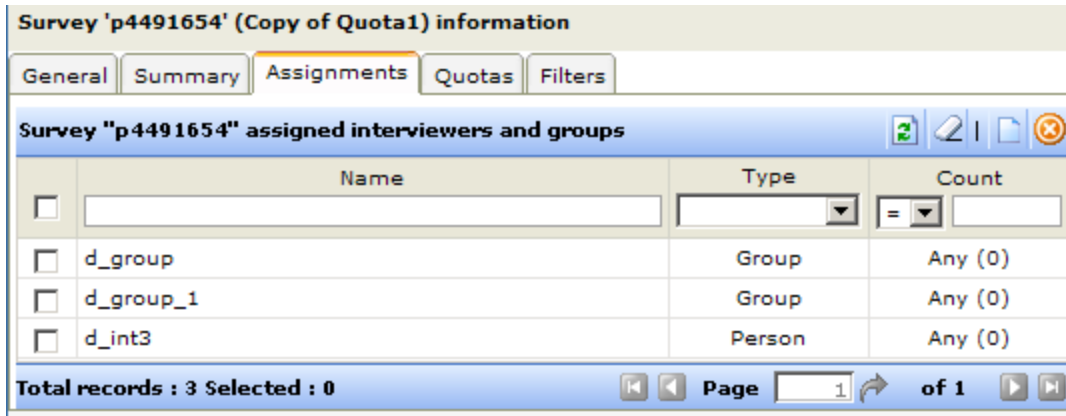 Survey 'p4491654' (Copy of Quota1) information
General Summary Assignments Quotas Filters
Survey "p4491654" assigned interviewers and groups
Name Type Count
=
d_group Group Any (0)
d_group_1 Group Any (0)
d_int3 Person Any (0)
Total records : 3 Selected : 0 Page 1 of 1